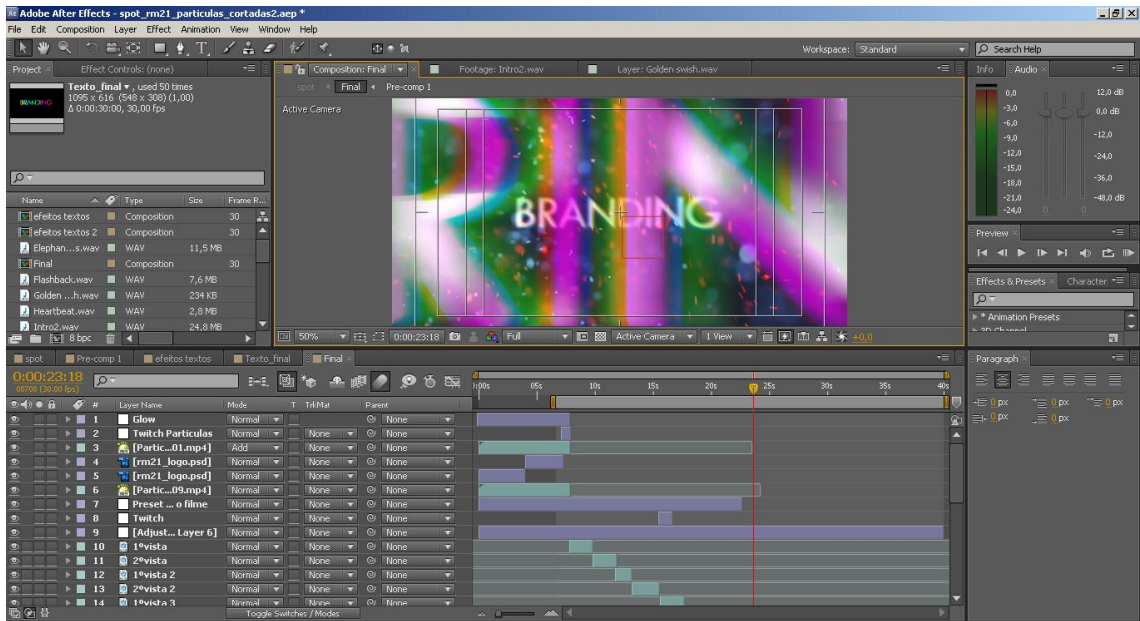 Adobe After Effects - spot_rm21_particulas_cortadas2.aep *
File Edit Composition Layer Effect Animation View Window Help
Workspace: Standard Search Help
Project Effect Controls: (none)
Texto_final , used 50 times
1095 x 616 (548 x 308) (1,00)
Δ 0:00:30:00, 30,00 fps
BRANDING
Name Type Size Frame R...
efeitos textos Composition 30
efeitos textos 2 Composition 30
Elephan...s.wav WAV 11,5 MB
Final Composition 30
Flashback.wav WAV 7,6 MB
Golden ...h.wav WAV 234 KB
Heartbeat.wav WAV 2,8 MB
Intro2.wav WAV 24,8 MB
8 bpc
Composition: Final Footage: Intro2.wav Layer: Golden swish.wav
spot Final Pre-comp 1
Active Camera
BRANDING
50% 0:00:23:18 Full Active Camera 1 View +0,0
Info Audio
0,0 12,0 dB
-3,0 0,0 dB
-6,0
-9,0 -12,0
-12,0
-15,0 -24,0
-18,0 -36,0
-21,0 -48,0 dB
-24,0 0 0
Preview
Effects & Presets Character
* Animation Presets
3D Channel
Paragraph
0 px 0 px 0 px
0 px 0 px
spot Pre-comp 1 efeitos textos Texto_final Final
0:00:23:18
00708 (30.00 fps)
05s 10s 15s 20s 25s 30s 35s 40s
# Layer Name Mode T TrkMat Parent
1 Glow Normal None
2 Twitch Particulas Normal None None
3 [Partic...01.mp4] Add None None
4 [rm21_logo.psd] Normal None None
5 [rm21_logo.psd] Normal None None
6 [Partic...09.mp4] Normal None None
7 Preset ... o filme Normal None None
8 Twitch Normal None None
9 [Adjust... Layer 6] Normal None None
10 1ºvista Normal None None
11 2ºvista Normal None None
12 1ºvista 2 Normal None None
13 2ºvista 2 Normal None None
14 1ºvista 3 Normal None None
Toggle Switches / Modes